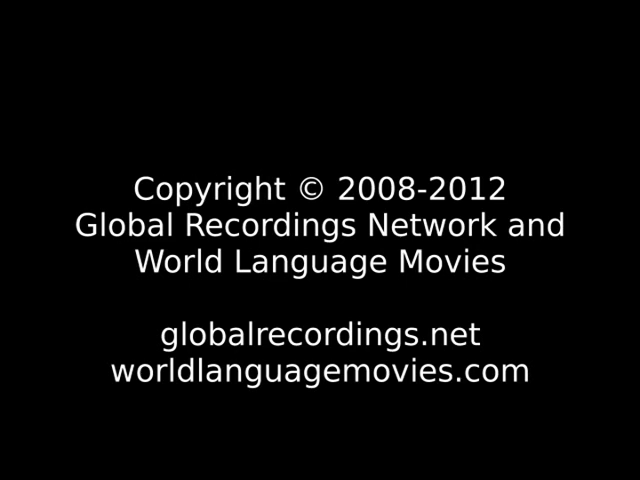 Copyright © 2008-2012
Global Recordings Network and
World Language Movies
globalrecordings.net
worldlanguagemovies.com